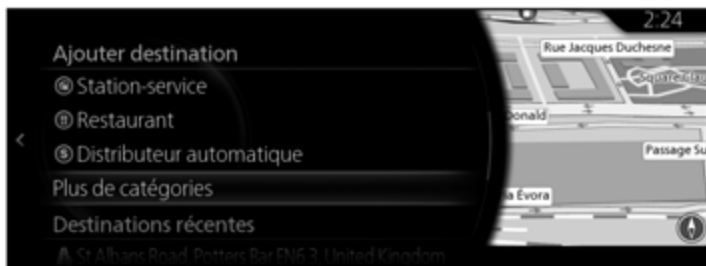 2:24
Ajouter destination
Station-service
Restaurant
Distributeur automatique
Plus de catégories
Destinations récentes
St Albans Road, Potters Bar EN6 3, United Kingdom
Rue Jacques Duchesne
Donald
Passage Su
a Évora